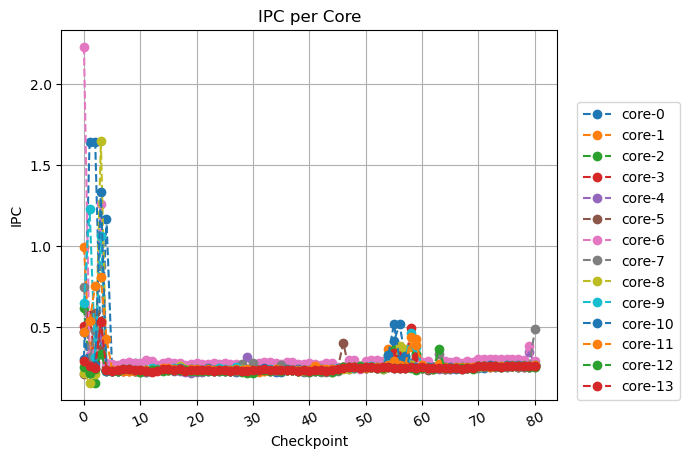 IPC per Core
IPC
2.0
1.5
1.0
0.5
0
10
20
30
40
50
60
70
80
Checkpoint
core-0
core-1
core-2
core-3
core-4
core-5
core-6
core-7
core-8
core-9
core-10
core-11
core-12
core-13